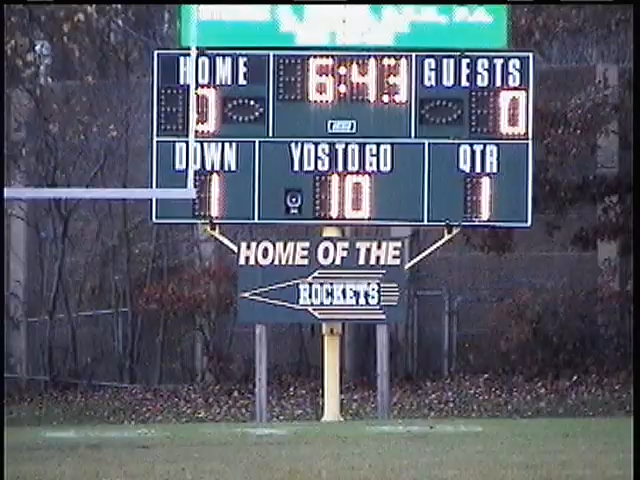 HOME 6:43 GUESTS
0 0
DOWN YDS TO GO QTR
1 10 1
HOME OF THE
ROCKETS